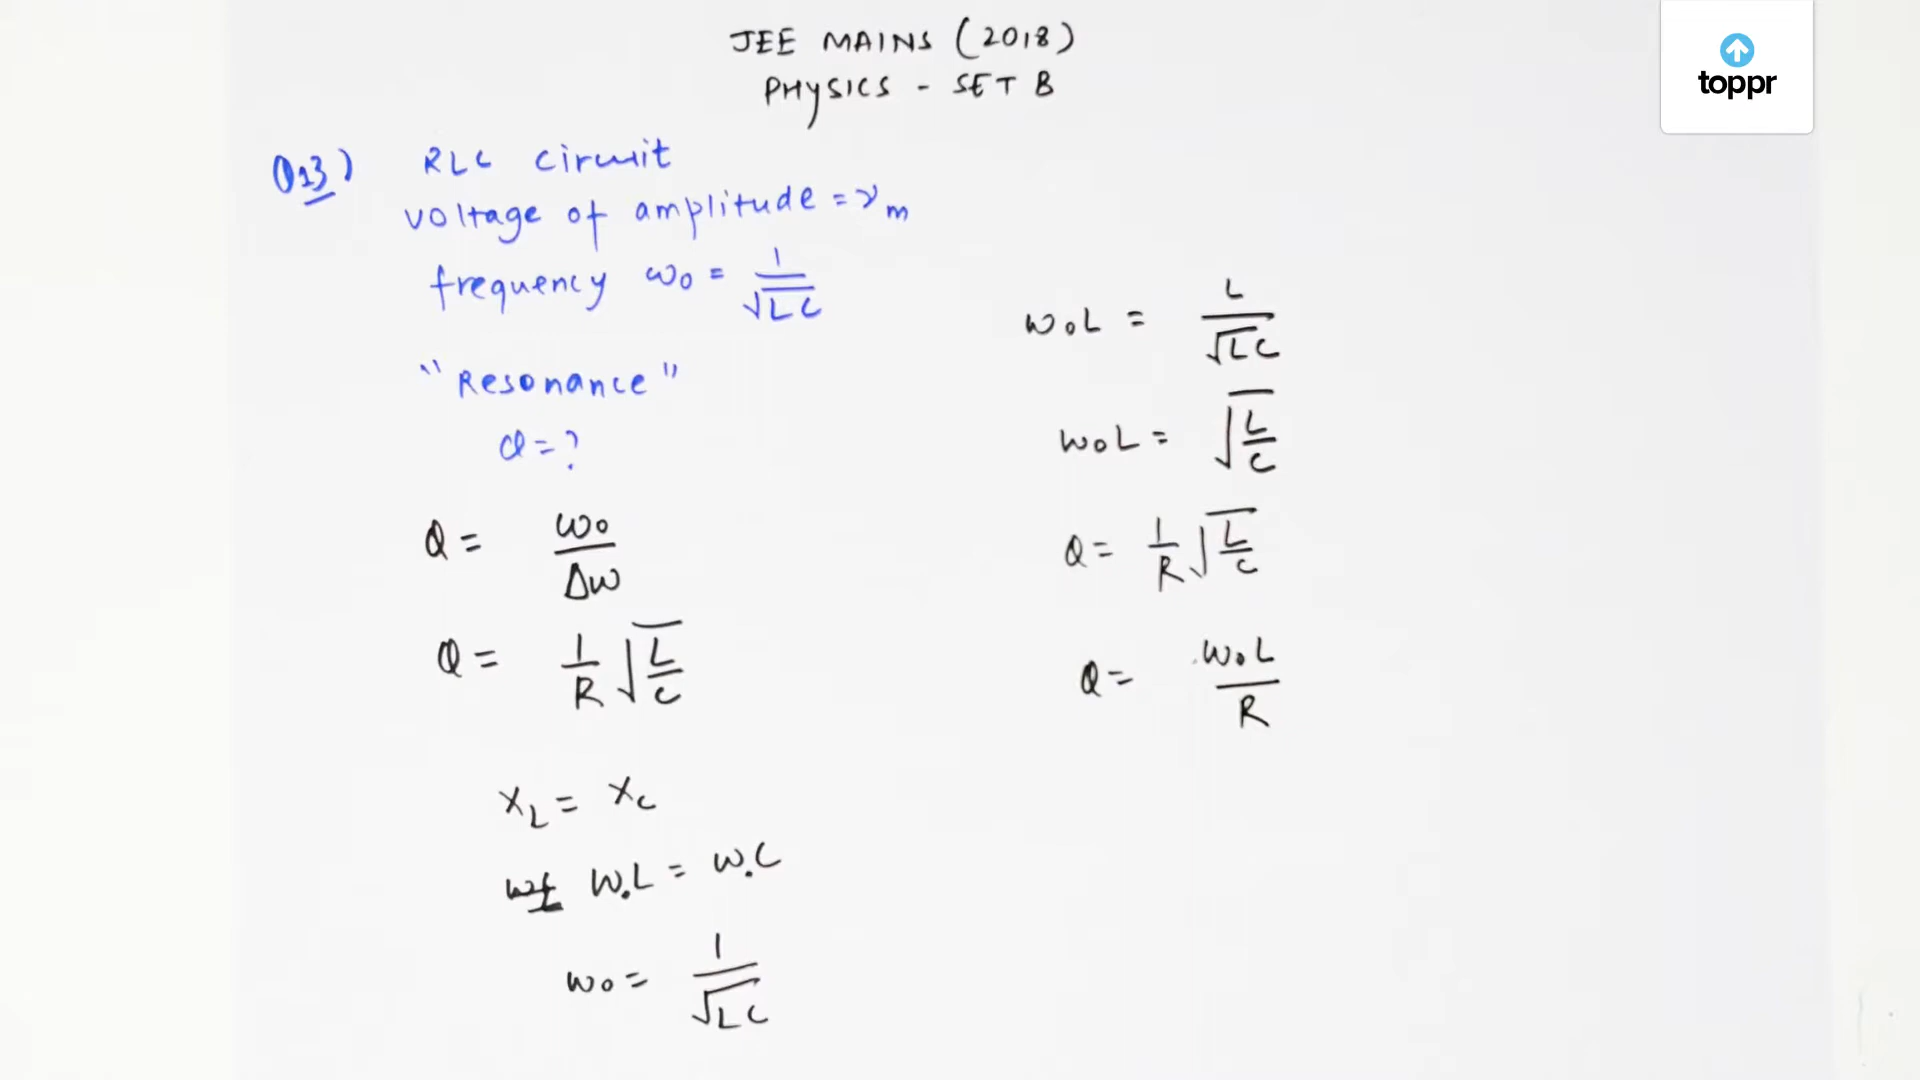 JEE MAINS (2018)
PHYSICS - SET B
toppr
Q13) RLC circuit
voltage of amplitude = vm
frequency ω0 = 1/√LC
"Resonance"
Q = ?
Q = ω0/Δω
Q = 1/R √L/C
XL = XC
ω0L = ω0C
ω0 = 1/√LC
ω0L = L/√LC
ω0L = √L/C
Q = 1/R √L/C
Q = ω0L/R